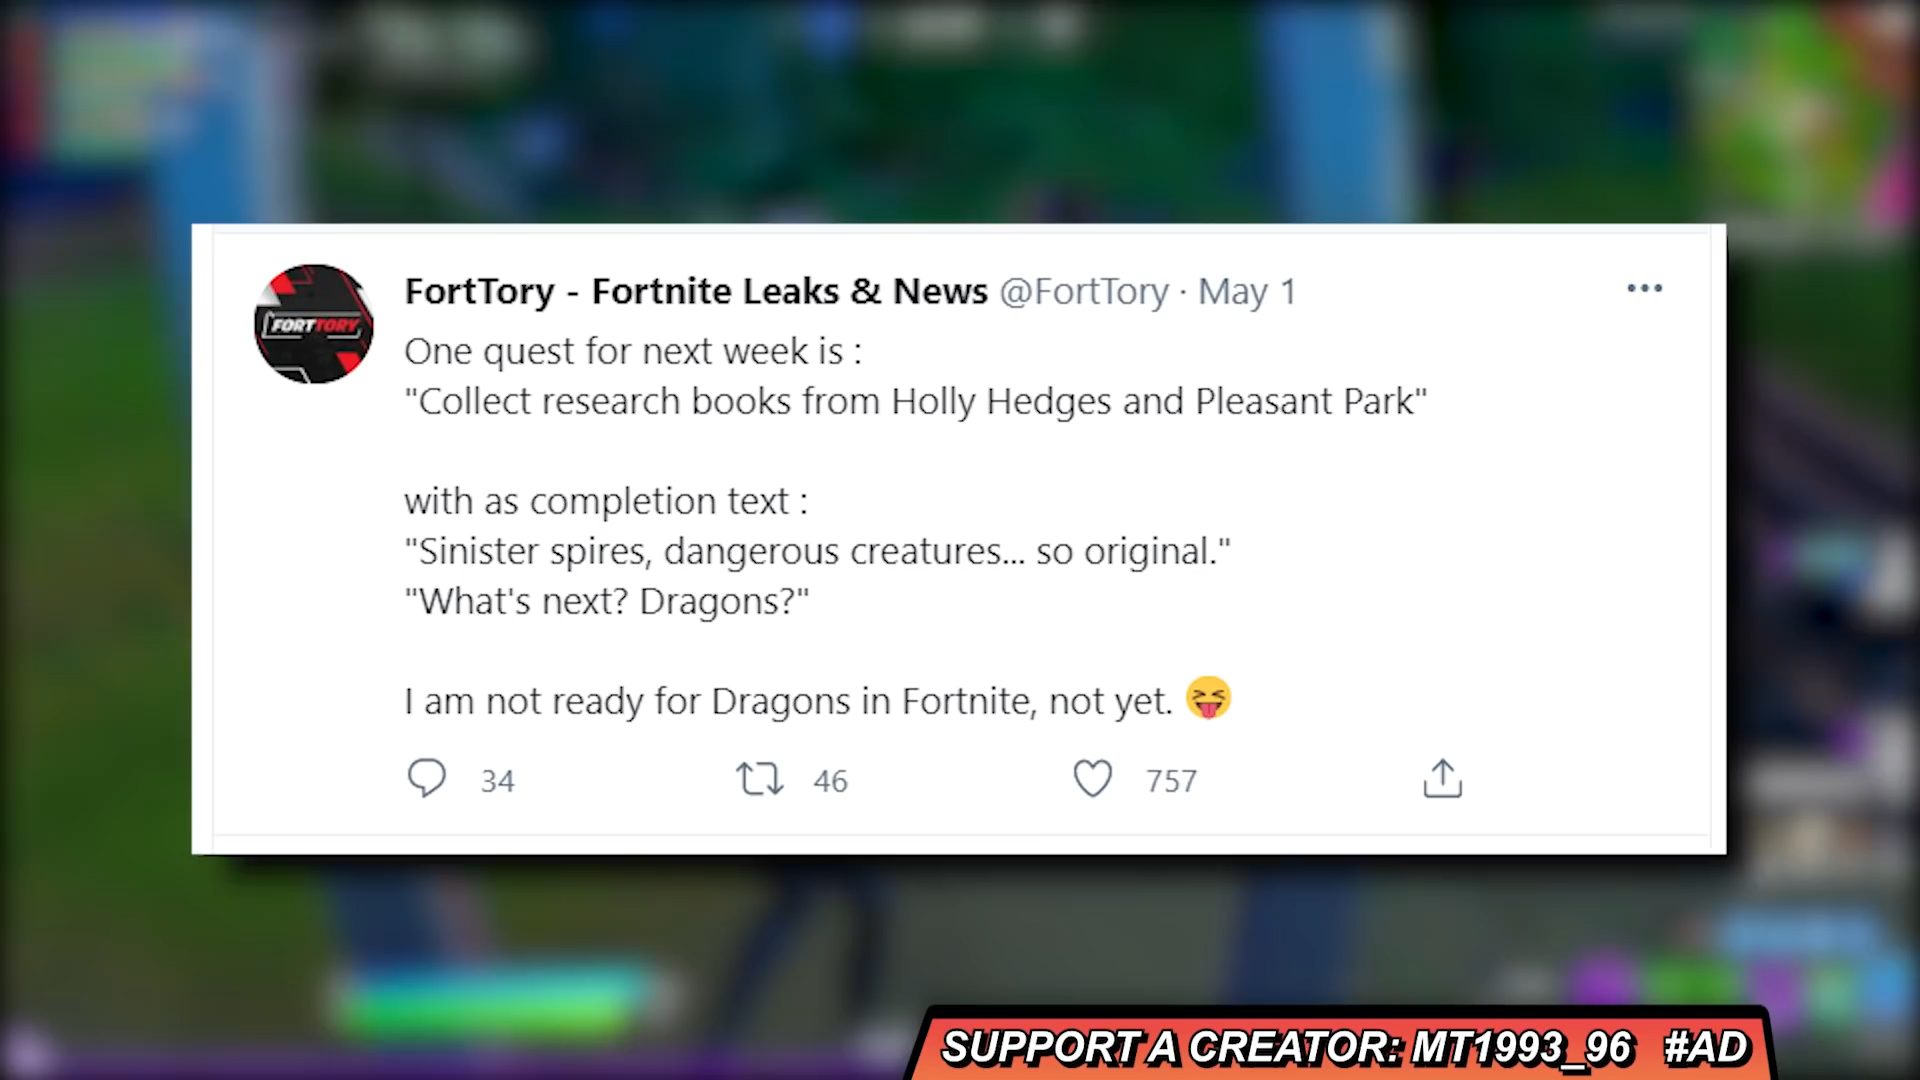 FORTTORY
FortTory - Fortnite Leaks & News @FortTory · May 1
One quest for next week is :
"Collect research books from Holly Hedges and Pleasant Park"
with as completion text :
"Sinister spires, dangerous creatures... so original."
"What's next? Dragons?"
I am not ready for Dragons in Fortnite, not yet. 😝
34 46 757
SUPPORT A CREATOR: MT1993_96 #AD